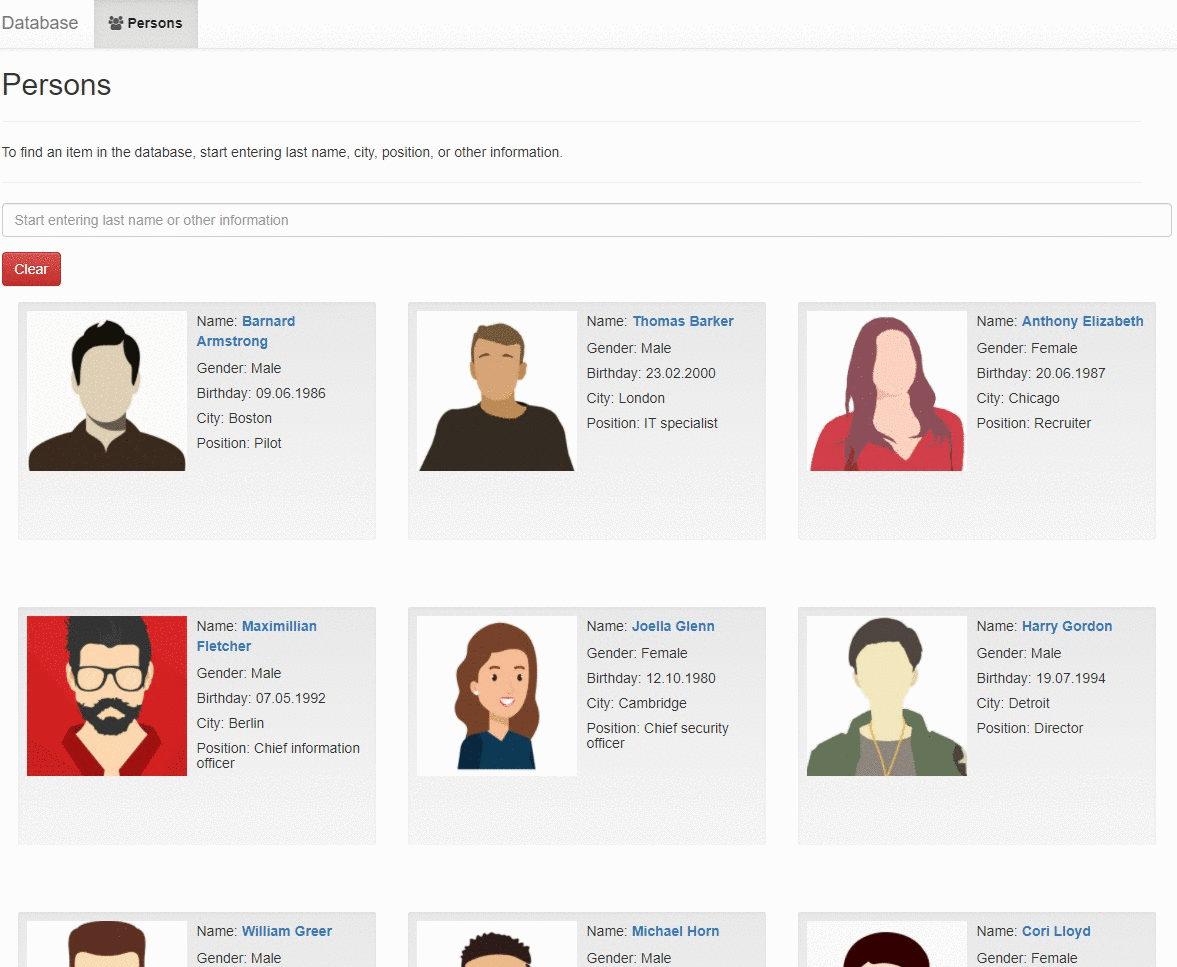 Database Persons
Persons
To find an item in the database, start entering last name, city, position, or other information.
Start entering last name or other information
Clear
Name: Barnard
Armstrong
Gender: Male
Birthday: 09.06.1986
City: Boston
Position: Pilot
Name: Thomas Barker
Gender: Male
Birthday: 23.02.2000
City: London
Position: IT specialist
Name: Anthony Elizabeth
Gender: Female
Birthday: 20.06.1987
City: Chicago
Position: Recruiter
Name: Maximillian
Fletcher
Gender: Male
Birthday: 07.05.1992
City: Berlin
Position: Chief information
officer
Name: Joella Glenn
Gender: Female
Birthday: 12.10.1980
City: Cambridge
Position: Chief security
officer
Name: Harry Gordon
Gender: Male
Birthday: 19.07.1994
City: Detroit
Position: Director
Name: William Greer
Gender: Male
Name: Michael Horn
Gender: Male
Name: Cori Lloyd
Gender: Female